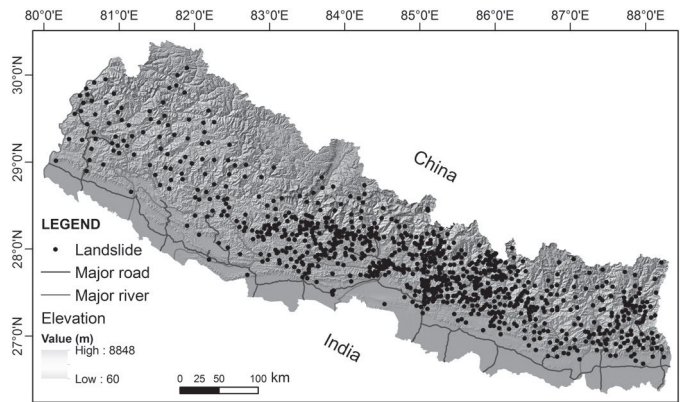 80°0'E 81°0'E 82°0'E 83°0'E 84°0'E 85°0'E 86°0'E 87°0'E 88°0'E
30°0'N
29°0'N
28°0'N
27°0'N
China
India
LEGEND
Landslide
Major road
Major river
Elevation
Value (m)
High : 8848
Low : 60
0 25 50 100 km